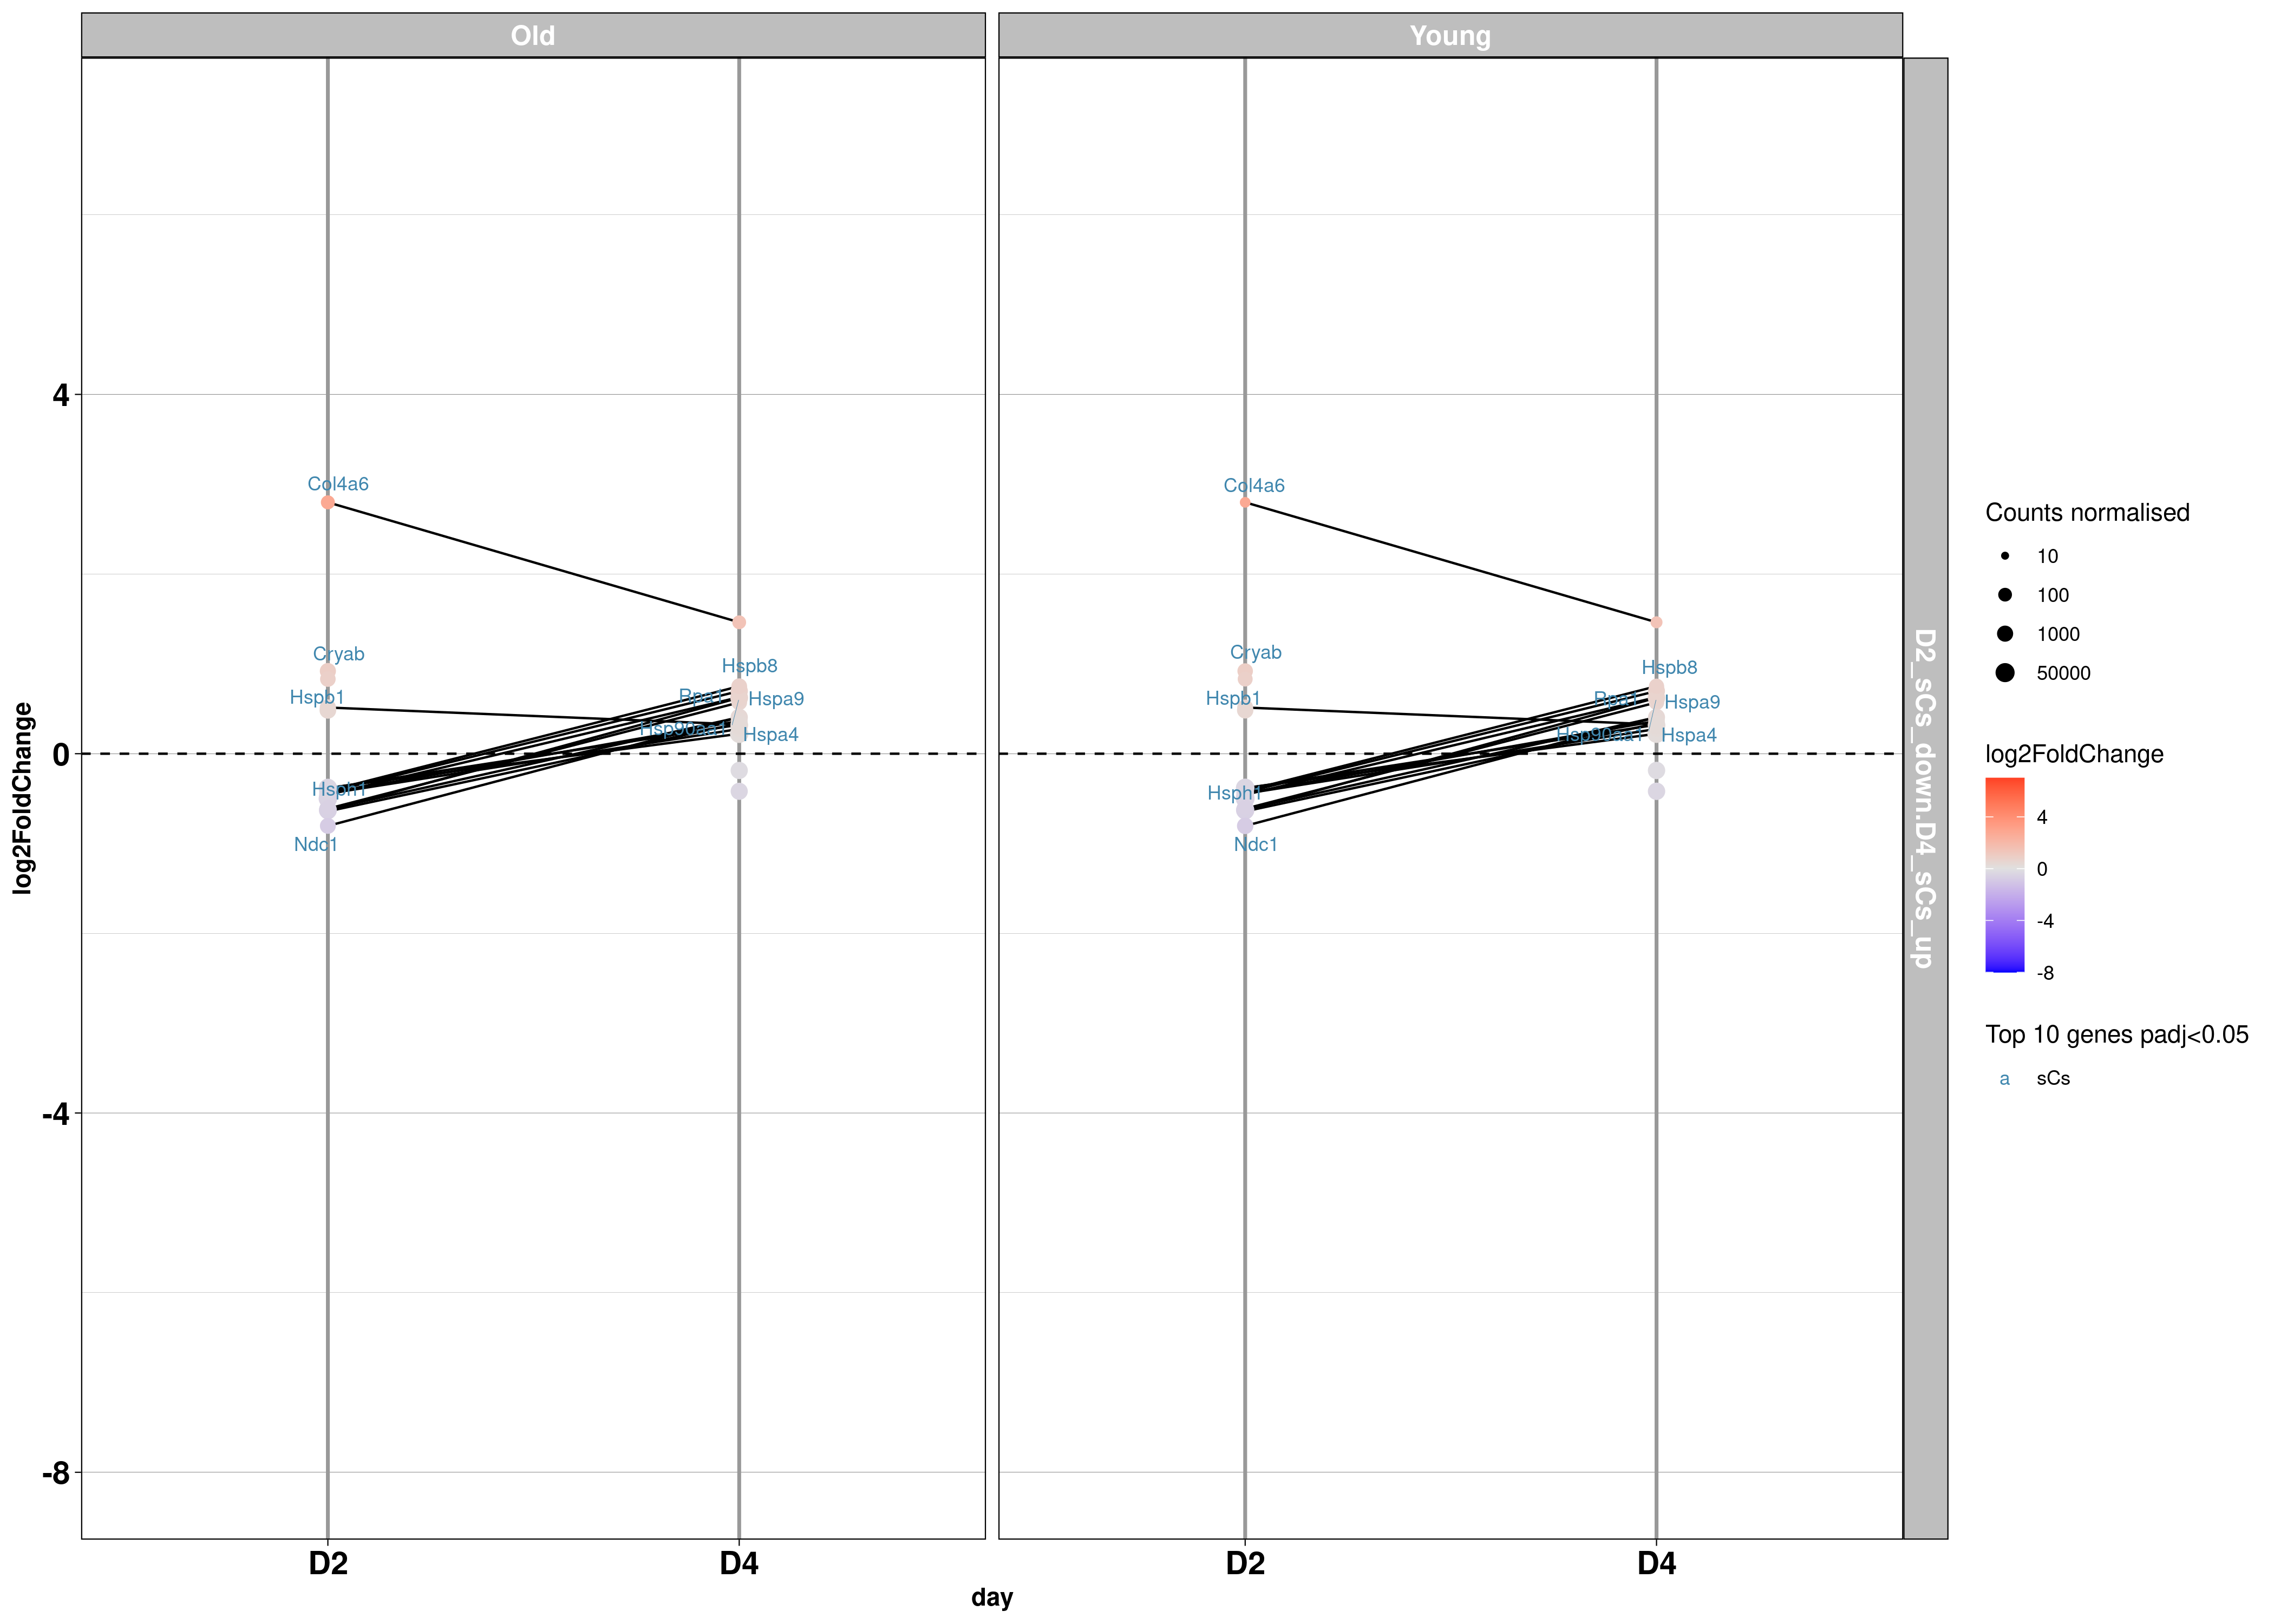 Old
Young
D2_sCs_down.D4_sCs_up
log2FoldChange
4
0
-4
-8
Col4a6
Cryab
Hspb1
Hsph1
Ndc1
Hspb8
Rpa1
Hspa9
Hsp90aa1
Hspa4
Col4a6
Cryab
Hspb1
Hsph1
Ndc1
Hspb8
Rpa1
Hspa9
Hsp90aa1
Hspa4
D2
D4
D2
D4
day
Counts normalised
10
100
1000
50000
log2FoldChange
4
0
-4
-8
Top 10 genes padj<0.05
a sCs